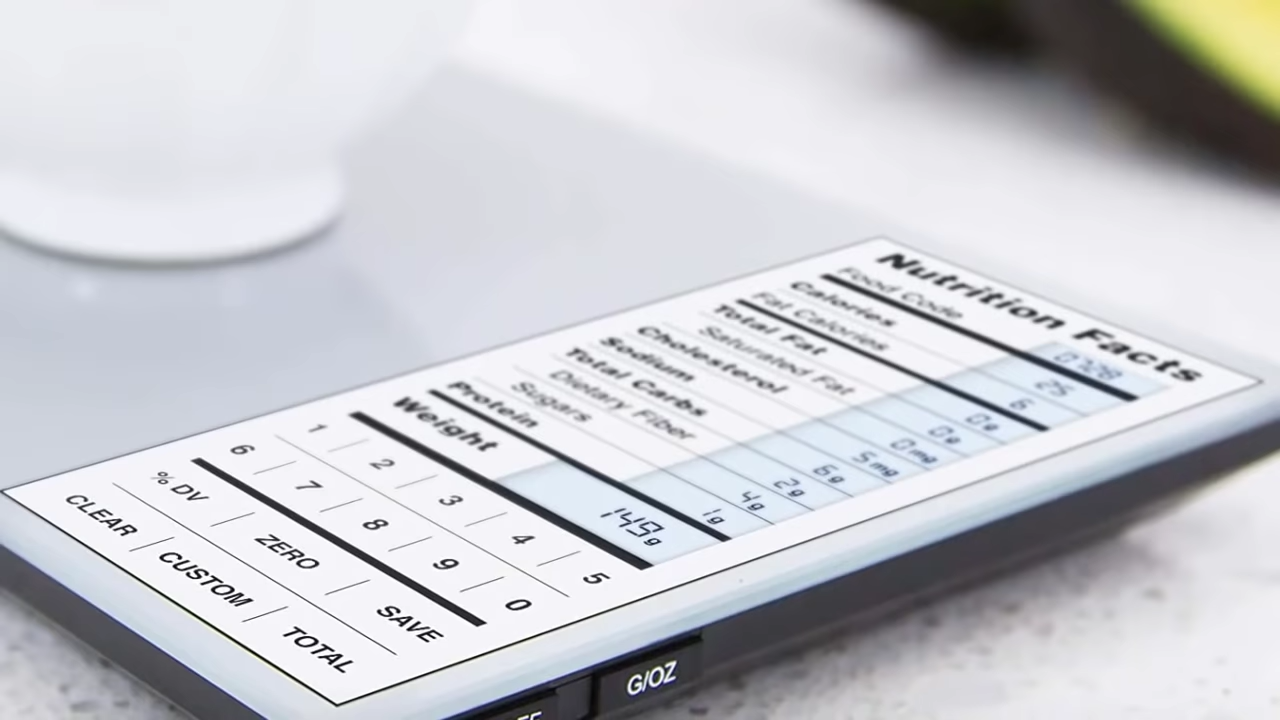 Nutrition Facts
Food Code 0728
Calories 25
Fat Calories 6
Total Fat 0g
Saturated Fat 0g
Cholesterol 0mg
Sodium 5mg
Total Carbs 6g
Dietary Fiber 2g
Sugars 4g
Protein 1g
Weight 149g
1 2 3 4 5
6 7 8 9 0
% DV ZERO SAVE
CLEAR CUSTOM TOTAL
G/OZ